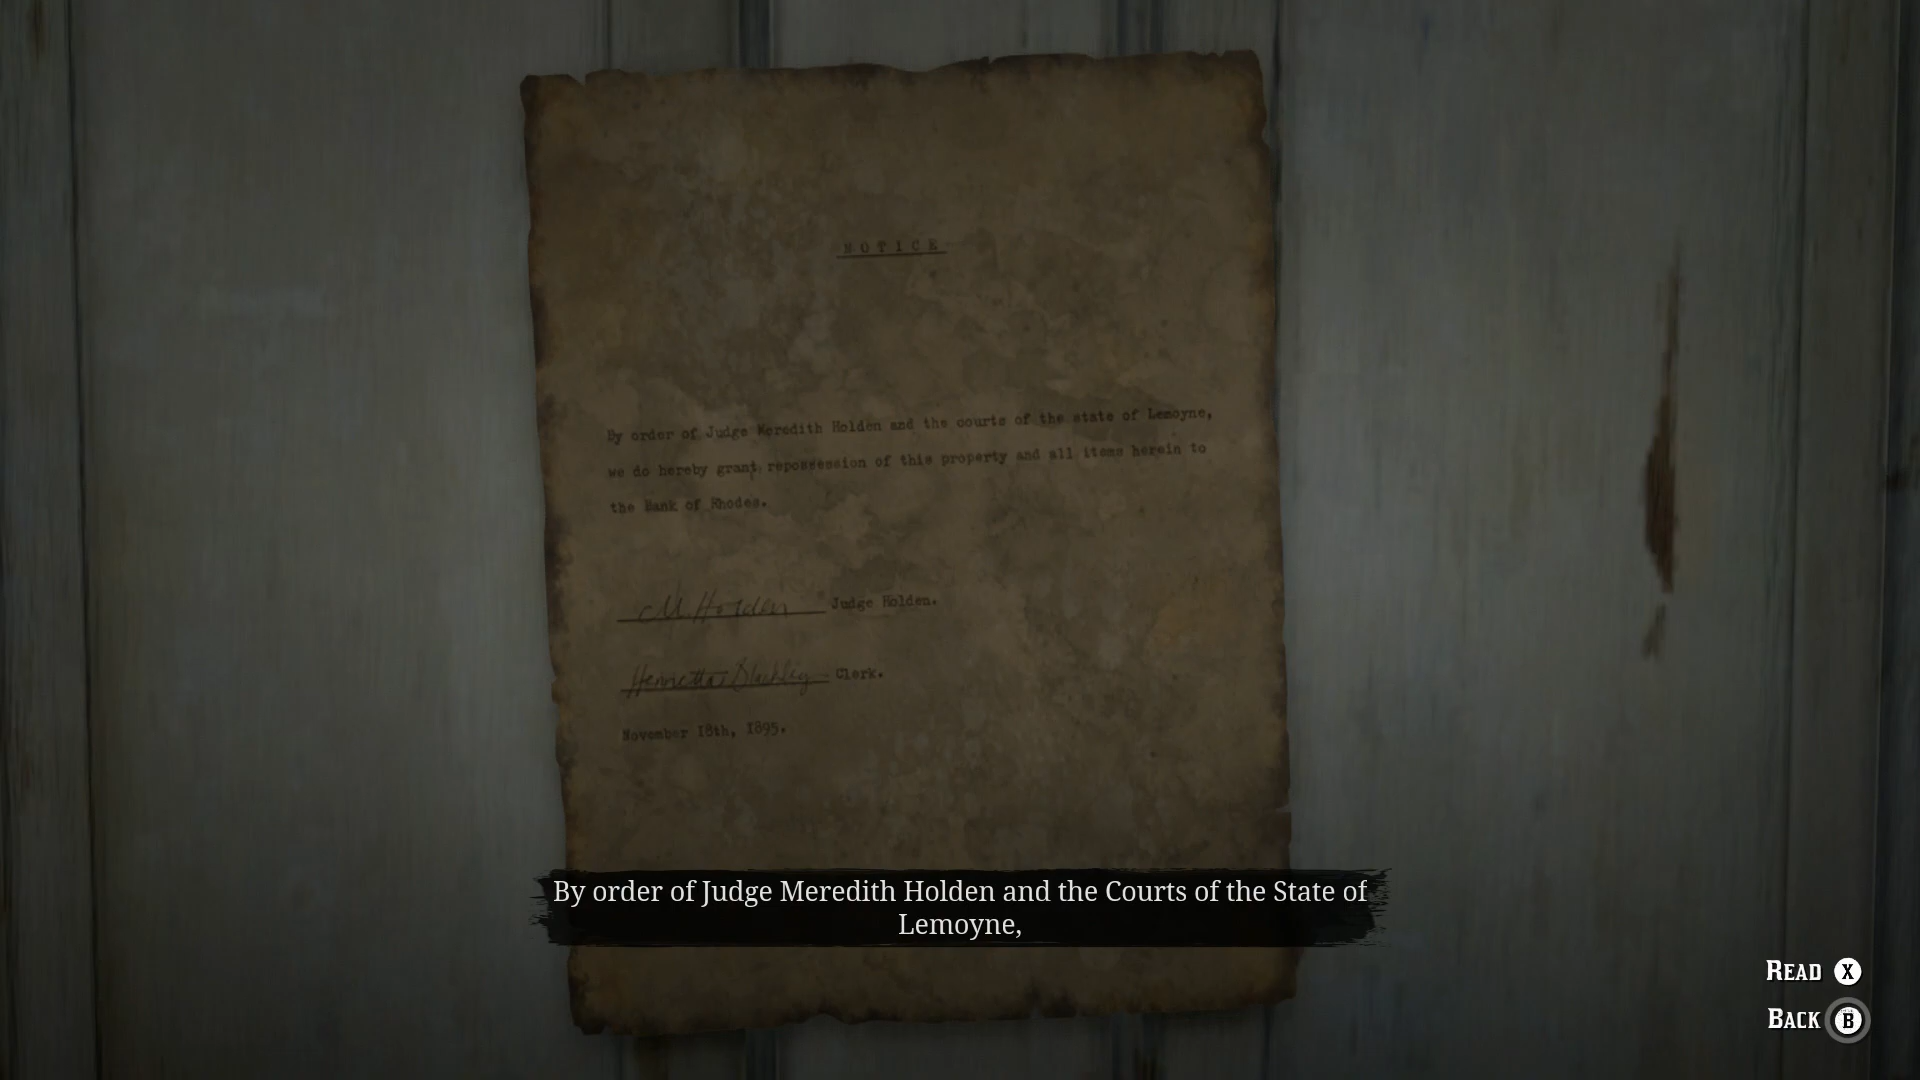 NOTICE
By order of Judge Meredith Holden and the courts of the state of Lemoyne,
we do hereby grant repossession of this property and all items herein to
the Bank of Rhodes.
M. Holden Judge Holden.
Henrietta Clerk.
November 18th, 1895.
By order of Judge Meredith Holden and the Courts of the State of
Lemoyne,
READ X
BACK B